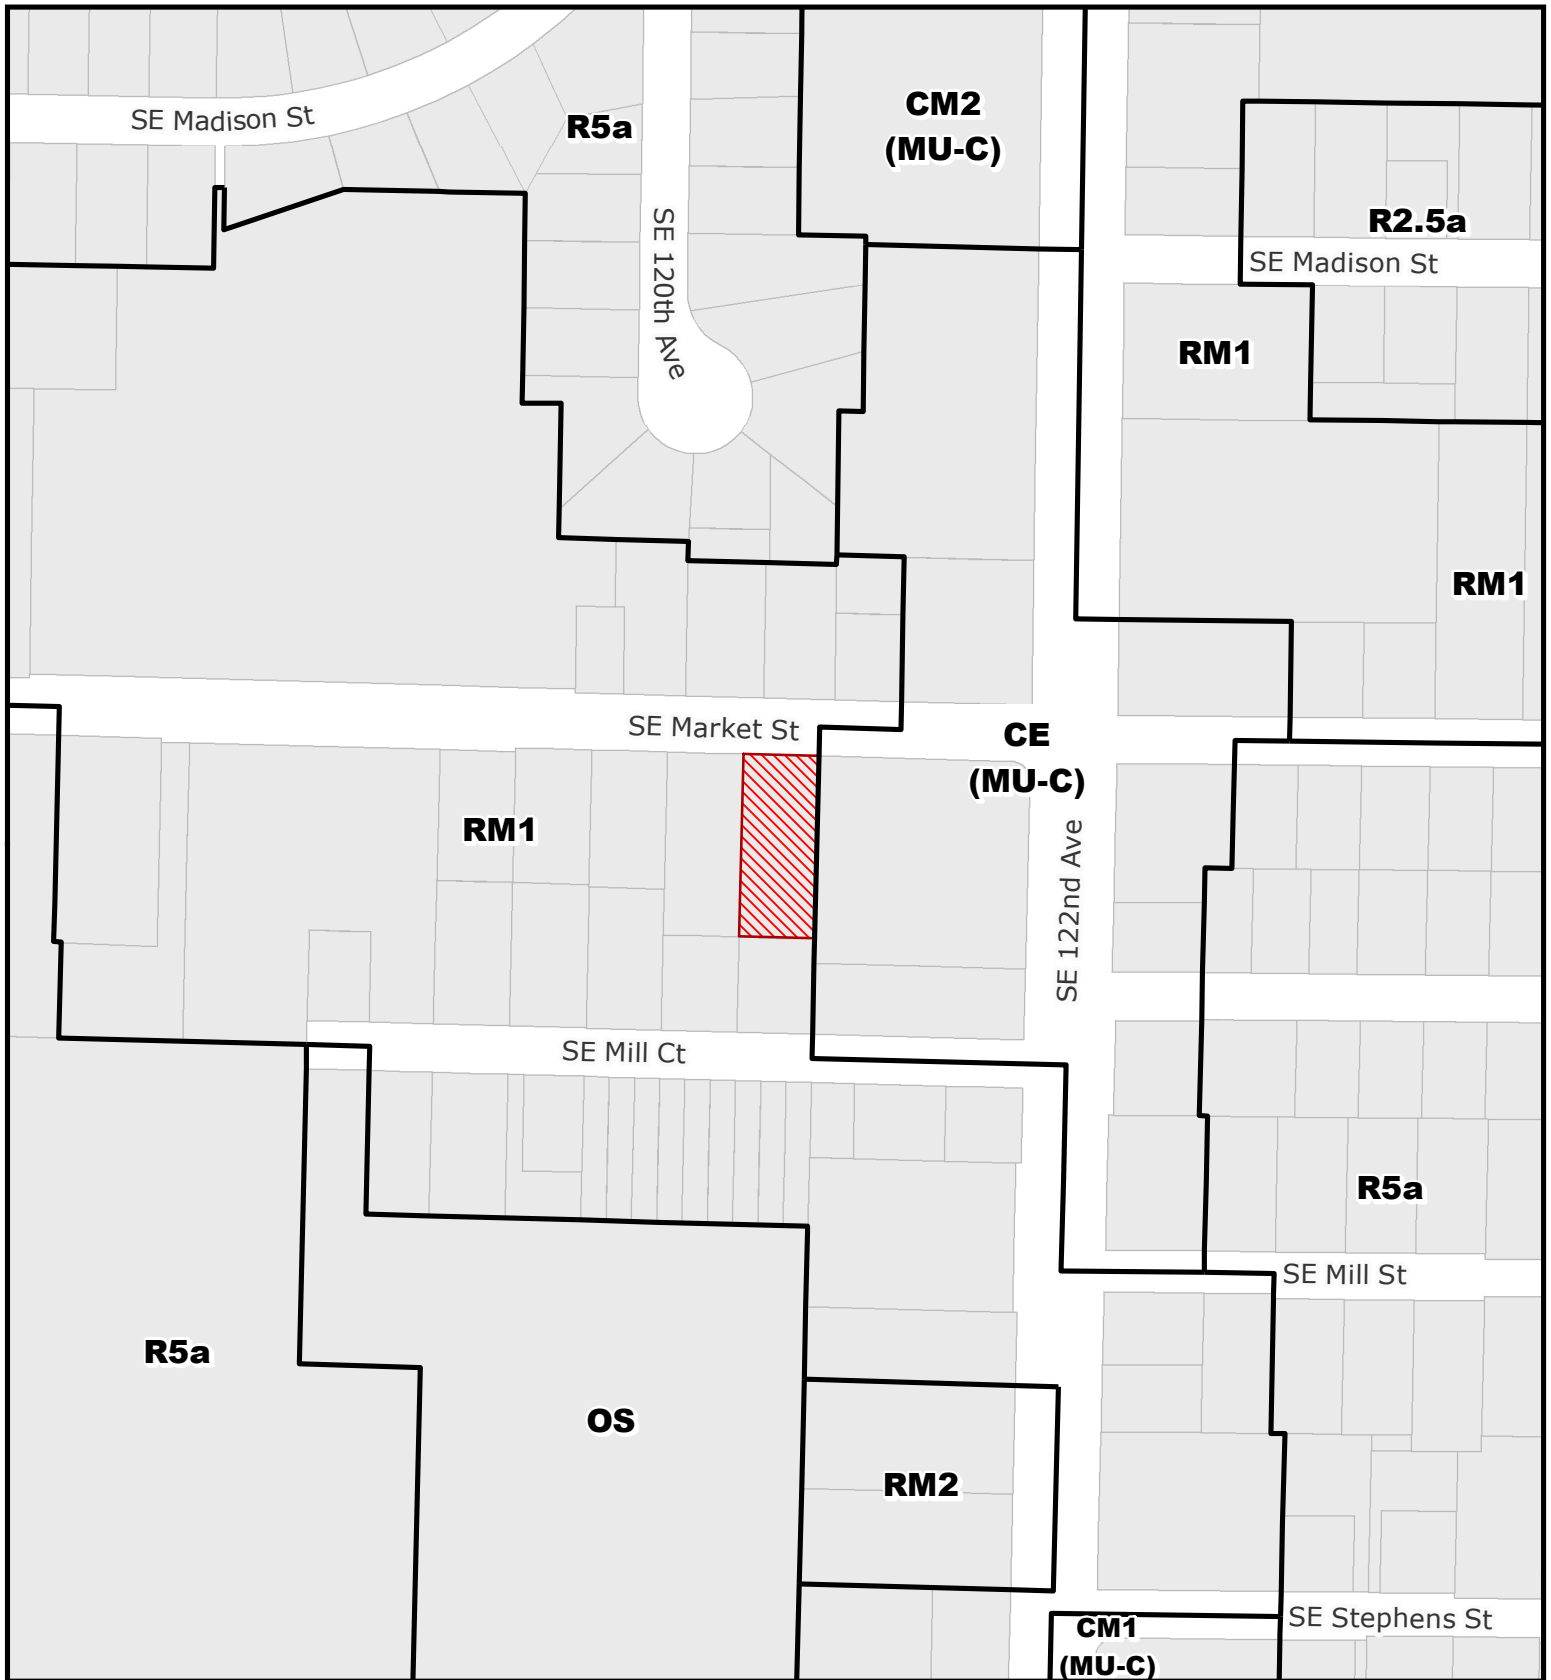 CM2
(MU-C)
SE Madison St
R5a
R2.5a
SE Madison St
SE 120th Ave
RM1
RM1
SE Market St
CE
(MU-C)
RM1
SE 122nd Ave
SE Mill Ct
R5a
SE Mill St
R5a
OS
RM2
SE Stephens St
CM1
(MU-C)